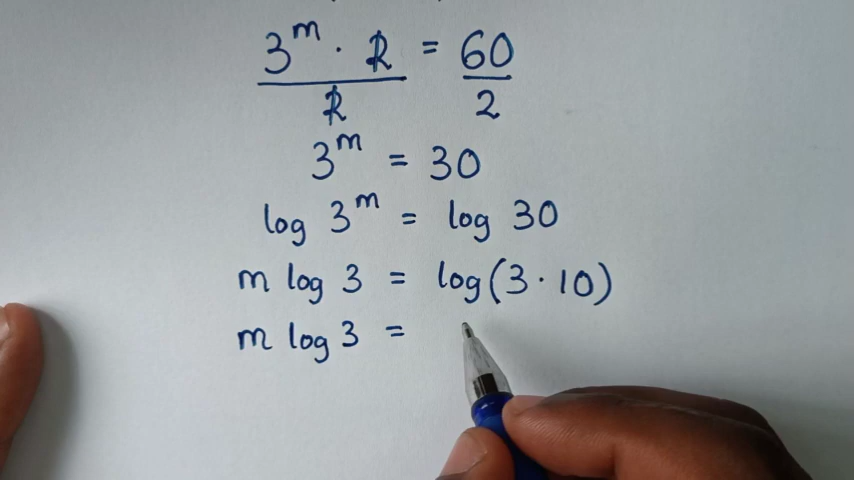 3^m · 2 = 60
2 2
3^m = 30
log 3^m = log 30
m log 3 = log(3 · 10)
m log 3 =